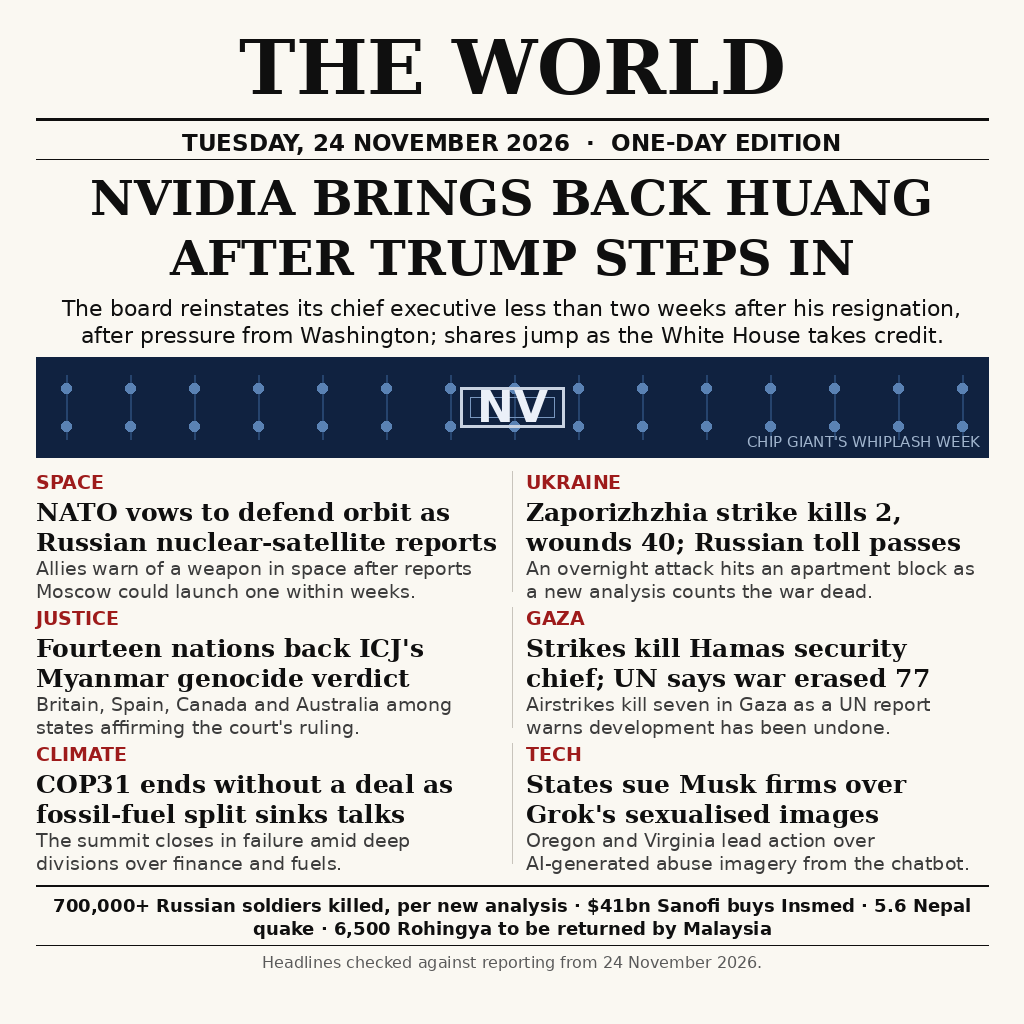 THE WORLD
TUESDAY, 24 NOVEMBER 2026 · ONE-DAY EDITION
NVIDIA BRINGS BACK HUANG
AFTER TRUMP STEPS IN
The board reinstates its chief executive less than two weeks after his resignation,
after pressure from Washington; shares jump as the White House takes credit.
NV
CHIP GIANT'S WHIPLASH WEEK
SPACE
NATO vows to defend orbit as
Russian nuclear-satellite reports
Allies warn of a weapon in space after reports
Moscow could launch one within weeks.
UKRAINE
Zaporizhzhia strike kills 2,
wounds 40; Russian toll passes
An overnight attack hits an apartment block as
a new analysis counts the war dead.
JUSTICE
Fourteen nations back ICJ's
Myanmar genocide verdict
Britain, Spain, Canada and Australia among
states affirming the court's ruling.
GAZA
Strikes kill Hamas security
chief; UN says war erased 77
Airstrikes kill seven in Gaza as a UN report
warns development has been undone.
CLIMATE
COP31 ends without a deal as
fossil-fuel split sinks talks
The summit closes in failure amid deep
divisions over finance and fuels.
TECH
States sue Musk firms over
Grok's sexualised images
Oregon and Virginia lead action over
AI-generated abuse imagery from the chatbot.
700,000+ Russian soldiers killed, per new analysis · $41bn Sanofi buys Insmed · 5.6 Nepal
quake · 6,500 Rohingya to be returned by Malaysia
Headlines checked against reporting from 24 November 2026.